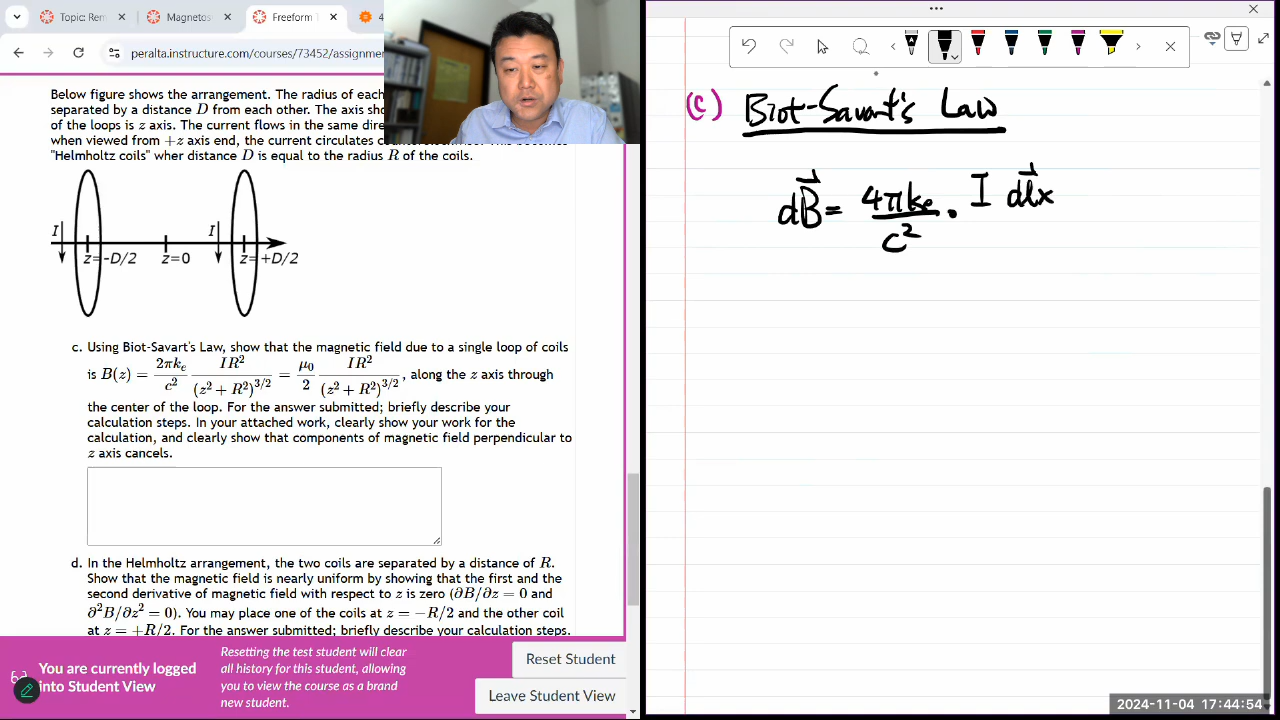 Topic: Rem
Magnetos
Freeform
peralta.instructure.com/courses/73452/assignme
Below figure shows the arrangement. The radius of each
separated by a distance D from each other. The axis sho
of the loops is z axis. The current flows in the same dire
when viewed from +z axis end, the current circulates
"Helmholtz coils" wher distance D is equal to the radius R of the coils.
I I
z=-D/2 z=0 z=+D/2
c. Using Biot-Savart's Law, show that the magnetic field due to a single loop of coils
is B(z) = 2πkₑ/c² IR²/(z² + R²)^3/2 = μ₀/2 IR²/(z² + R²)^3/2, along the z axis through
the center of the loop. For the answer submitted; briefly describe your
calculation steps. In your attached work, clearly show your work for the
calculation, and clearly show that components of magnetic field perpendicular to
z axis cancels.
d. In the Helmholtz arrangement, the two coils are separated by a distance of R.
Show that the magnetic field is nearly uniform by showing that the first and the
second derivative of magnetic field with respect to z is zero (∂B/∂z = 0 and
∂²B/∂z² = 0). You may place one of the coils at z = −R/2 and the other coil
at z = +R/2. For the answer submitted; briefly describe your calculation steps.
You are currently logged
into Student View
Resetting the test student will clear
all history for this student, allowing
you to view the course as a brand
new student.
Reset Student
Leave Student View
(c) Biot-Savart's Law
dB⃗ = 4πkₑ/c² · I dl⃗x
2024-11-04 17:44:54